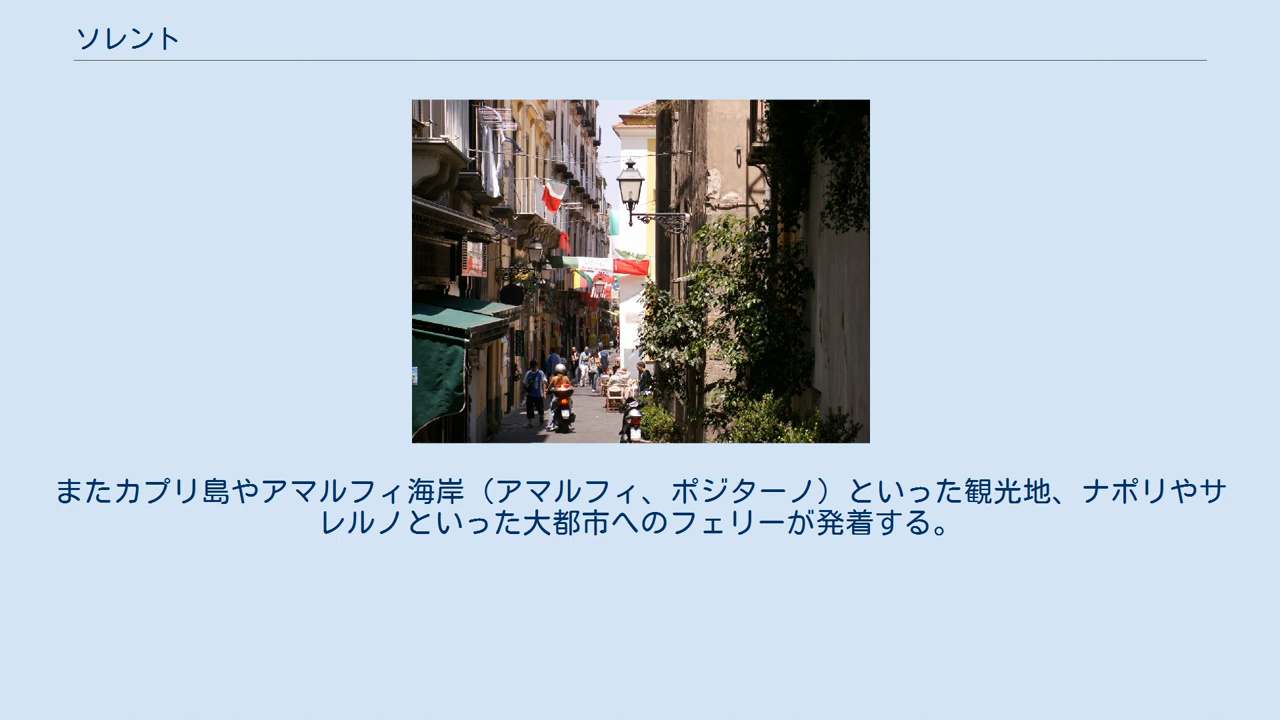 ソレント
またカプリ島やアマルフィ海岸（アマルフィ、ポジターノ）といった観光地、ナポリやサ
レルノといった大都市へのフェリーが発着する。